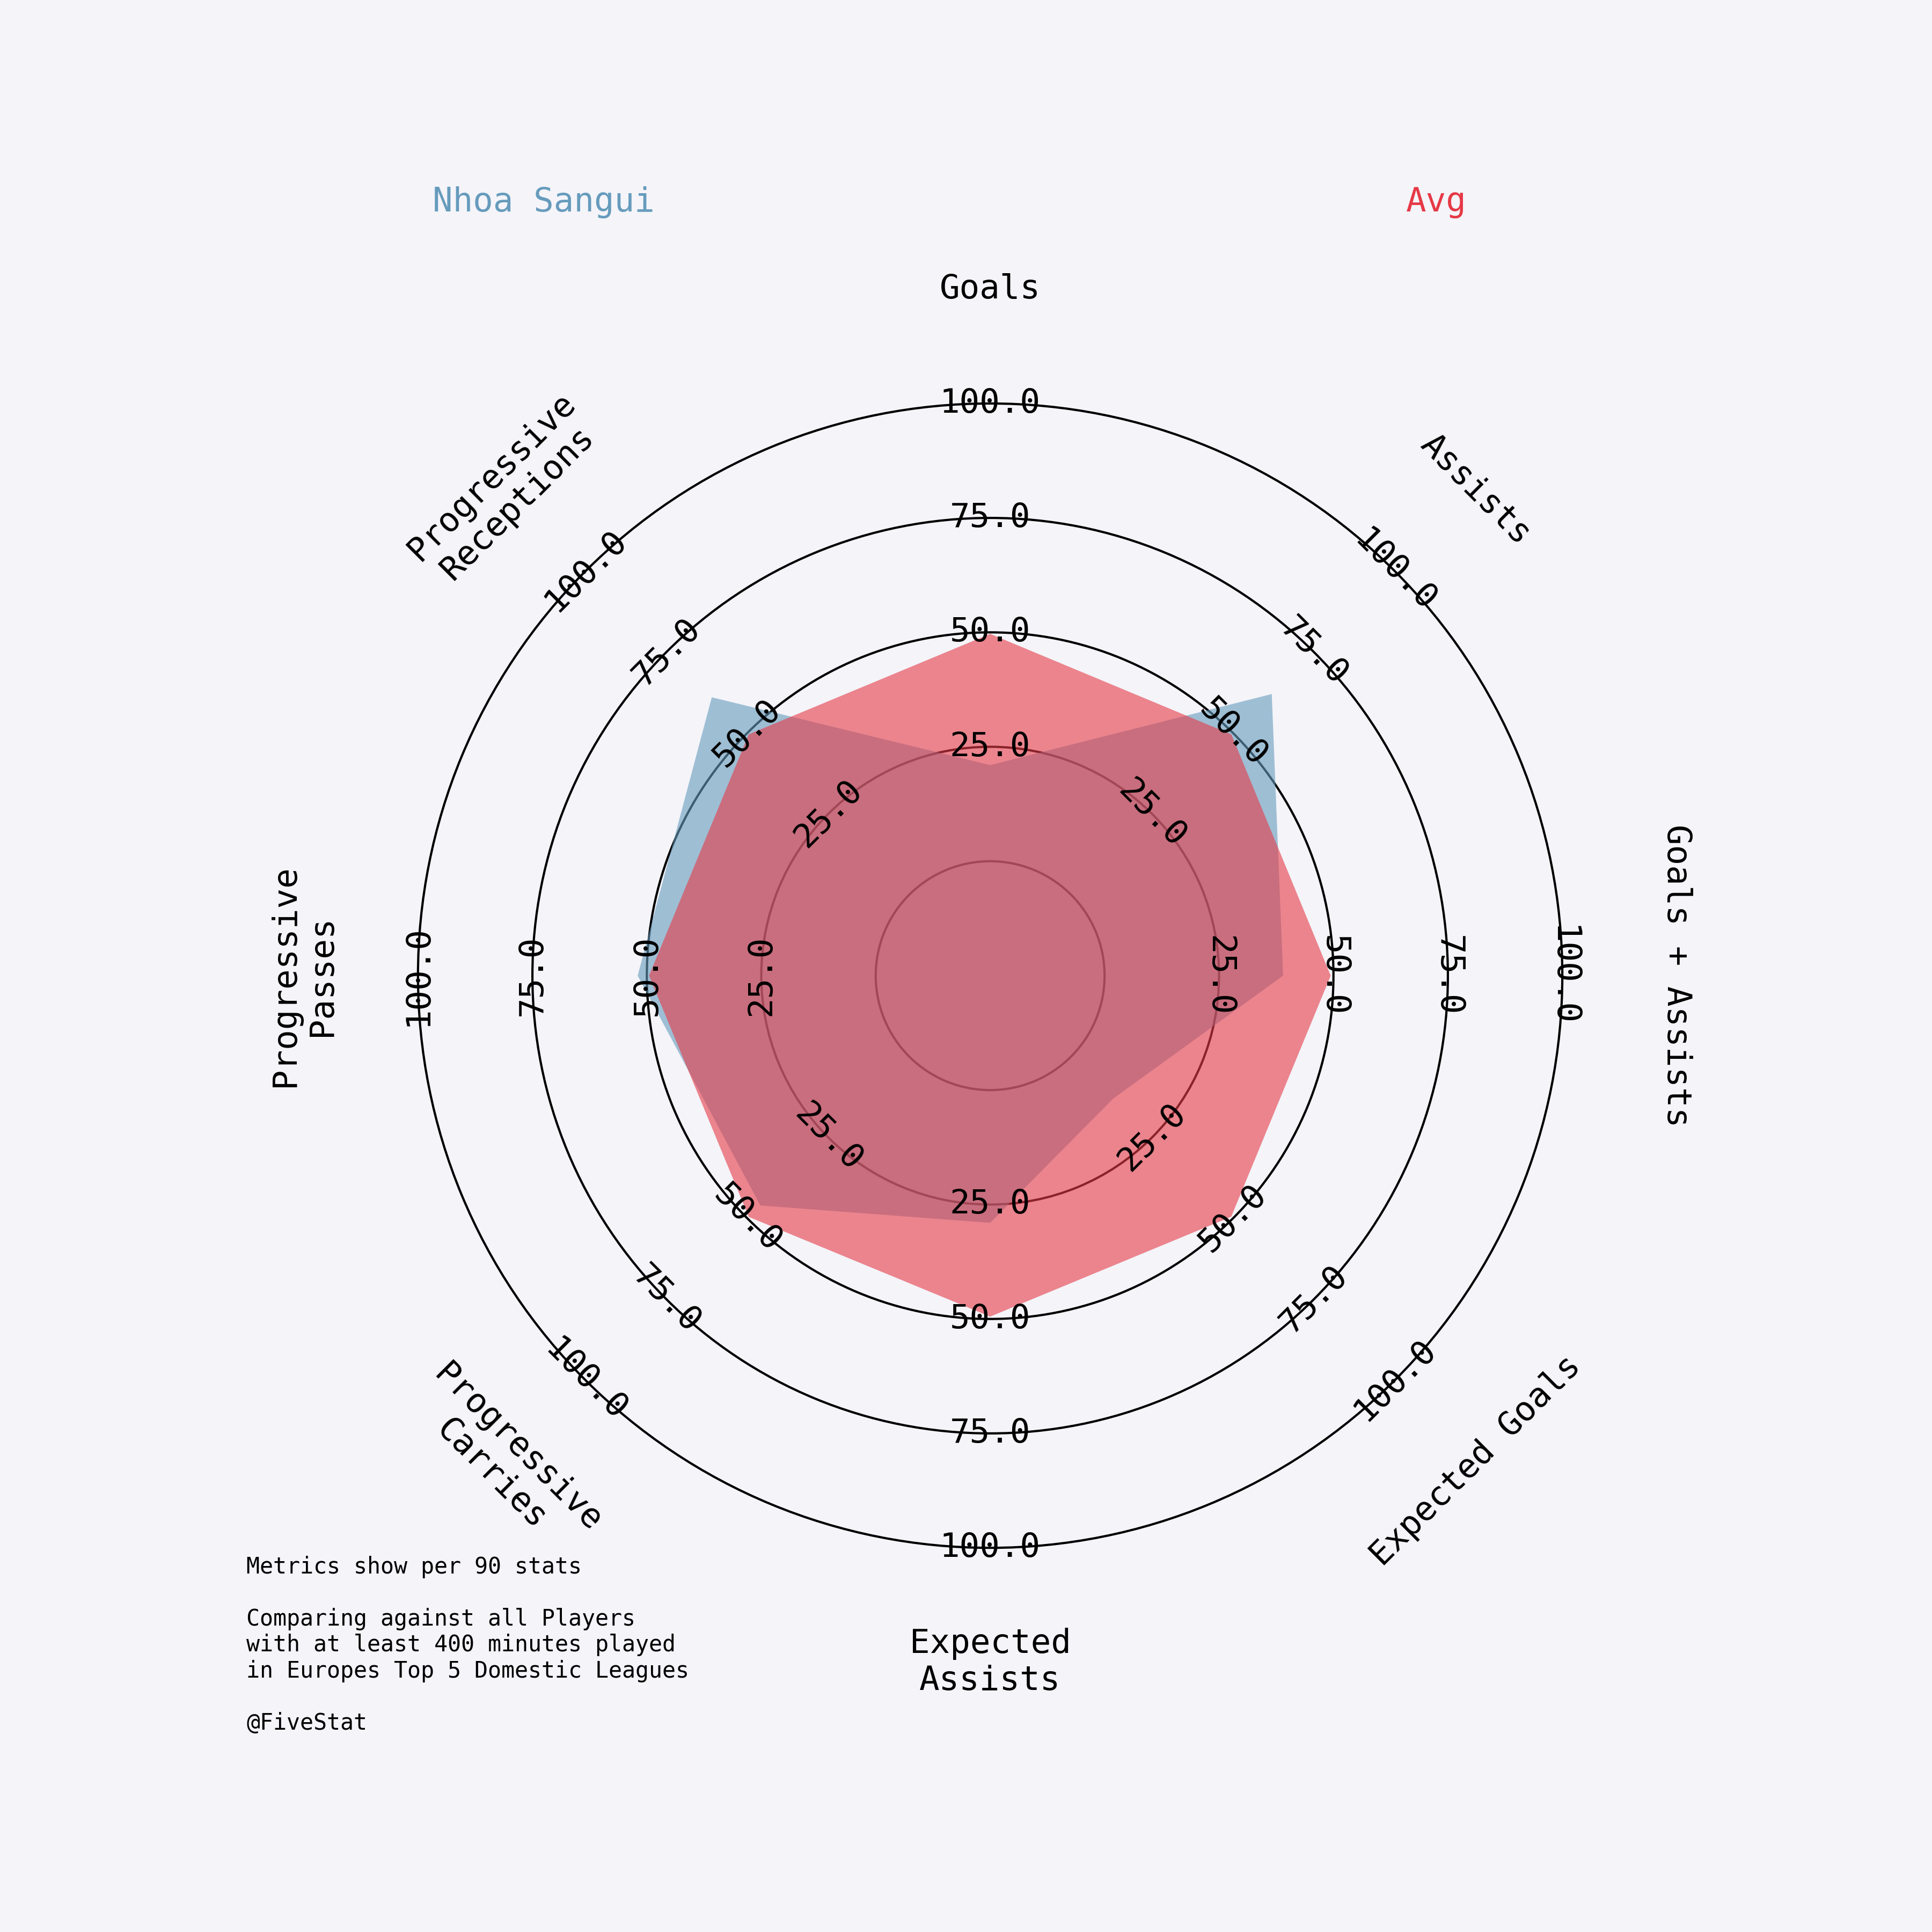 Nhoa Sangui
Avg
Goals
Assists
Goals + Assists
Expected Goals
Expected
Assists
Progressive
Carries
Progressive
Passes
Progressive
Receptions
25.0
50.0
75.0
100.0
25.0
50.0
75.0
100.0
25.0
50.0
75.0
100.0
25.0
50.0
75.0
100.0
25.0
50.0
75.0
100.0
25.0
50.0
75.0
100.0
25.0
50.0
75.0
100.0
25.0
50.0
75.0
100.0
Metrics show per 90 stats
Comparing against all Players
with at least 400 minutes played
in Europes Top 5 Domestic Leagues
@FiveStat